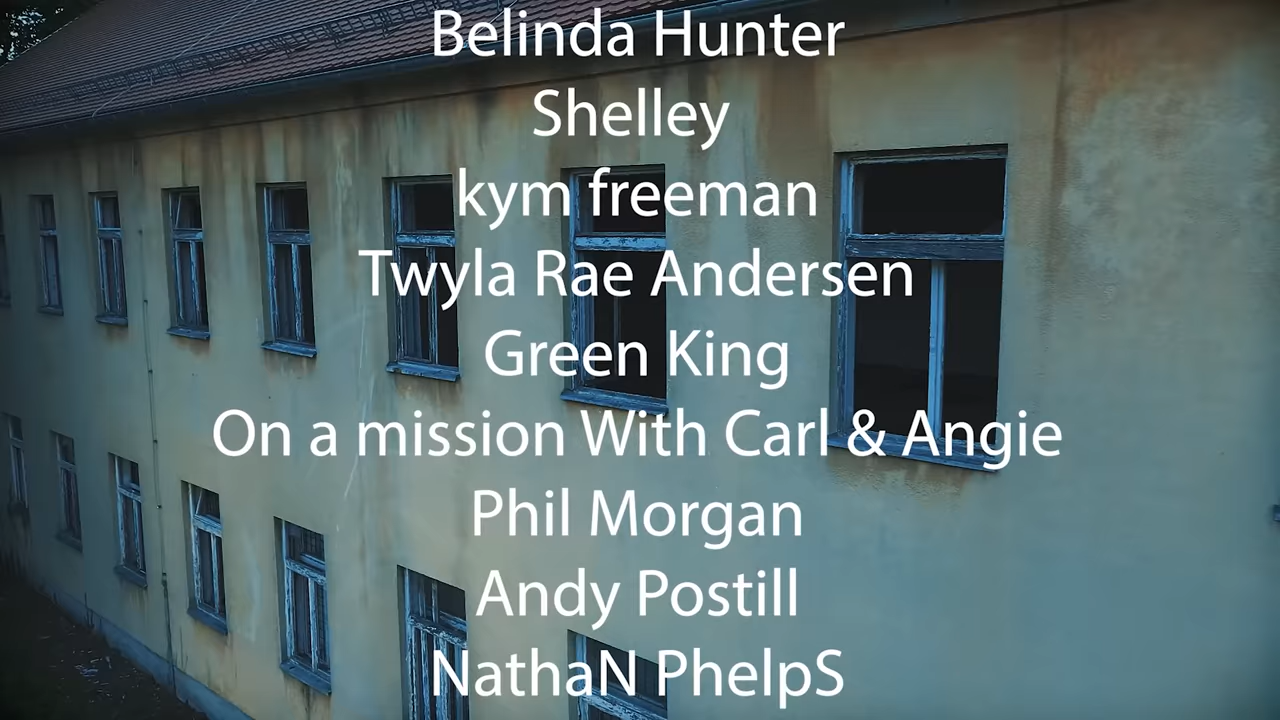 Belinda Hunter
Shelley
kym freeman
Twyla Rae Andersen
Green King
On a mission With Carl & Angie
Phil Morgan
Andy Postill
NathaN PhelpS